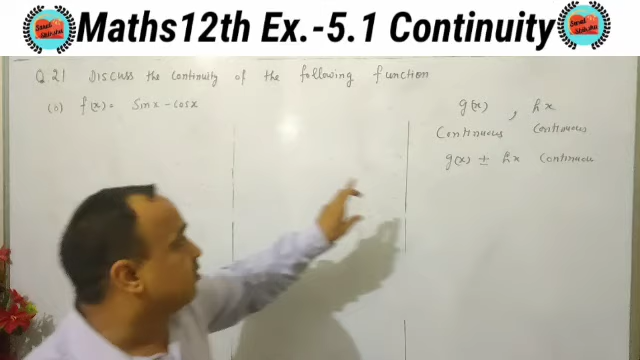 Maths12th Ex.-5.1 Continuity
Q.21 Discuss the continuity of the following function
(b) f(x) = Sinx - cosx
g(x) , hx
Continuous Continuous
g(x) ± hx Continuou